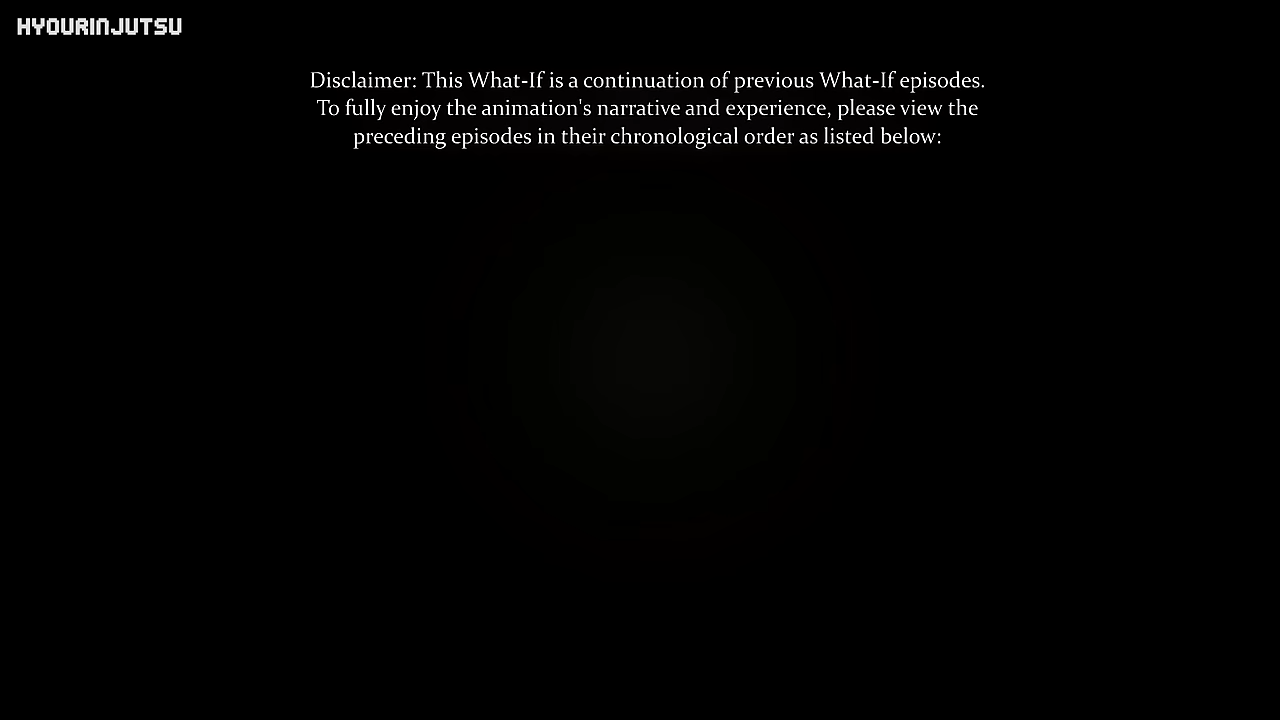 HYOURINJUTSU
Disclaimer: This What-If is a continuation of previous What-If episodes.
To fully enjoy the animation's narrative and experience, please view the
preceding episodes in their chronological order as listed below: